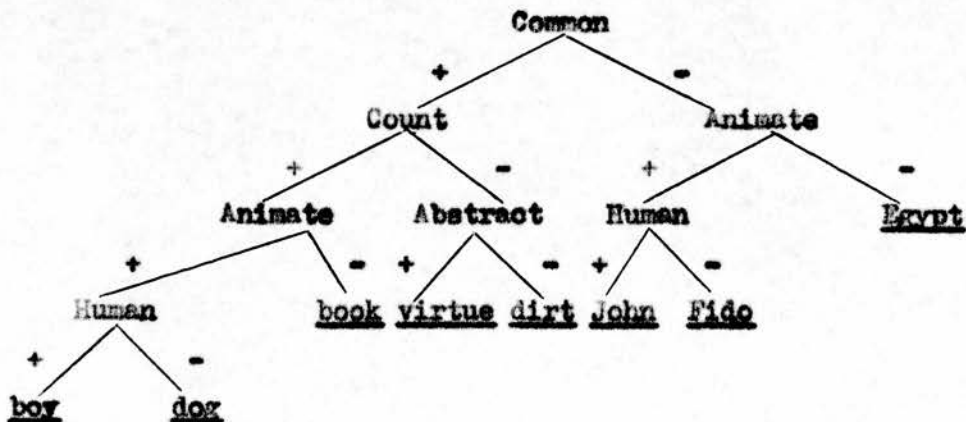 Common
+ -
Count Animate
+ - + -
Animate Abstract Human Egypt
+ - + - + -
Human book virtue dirt John Fido
+ -
boy dog